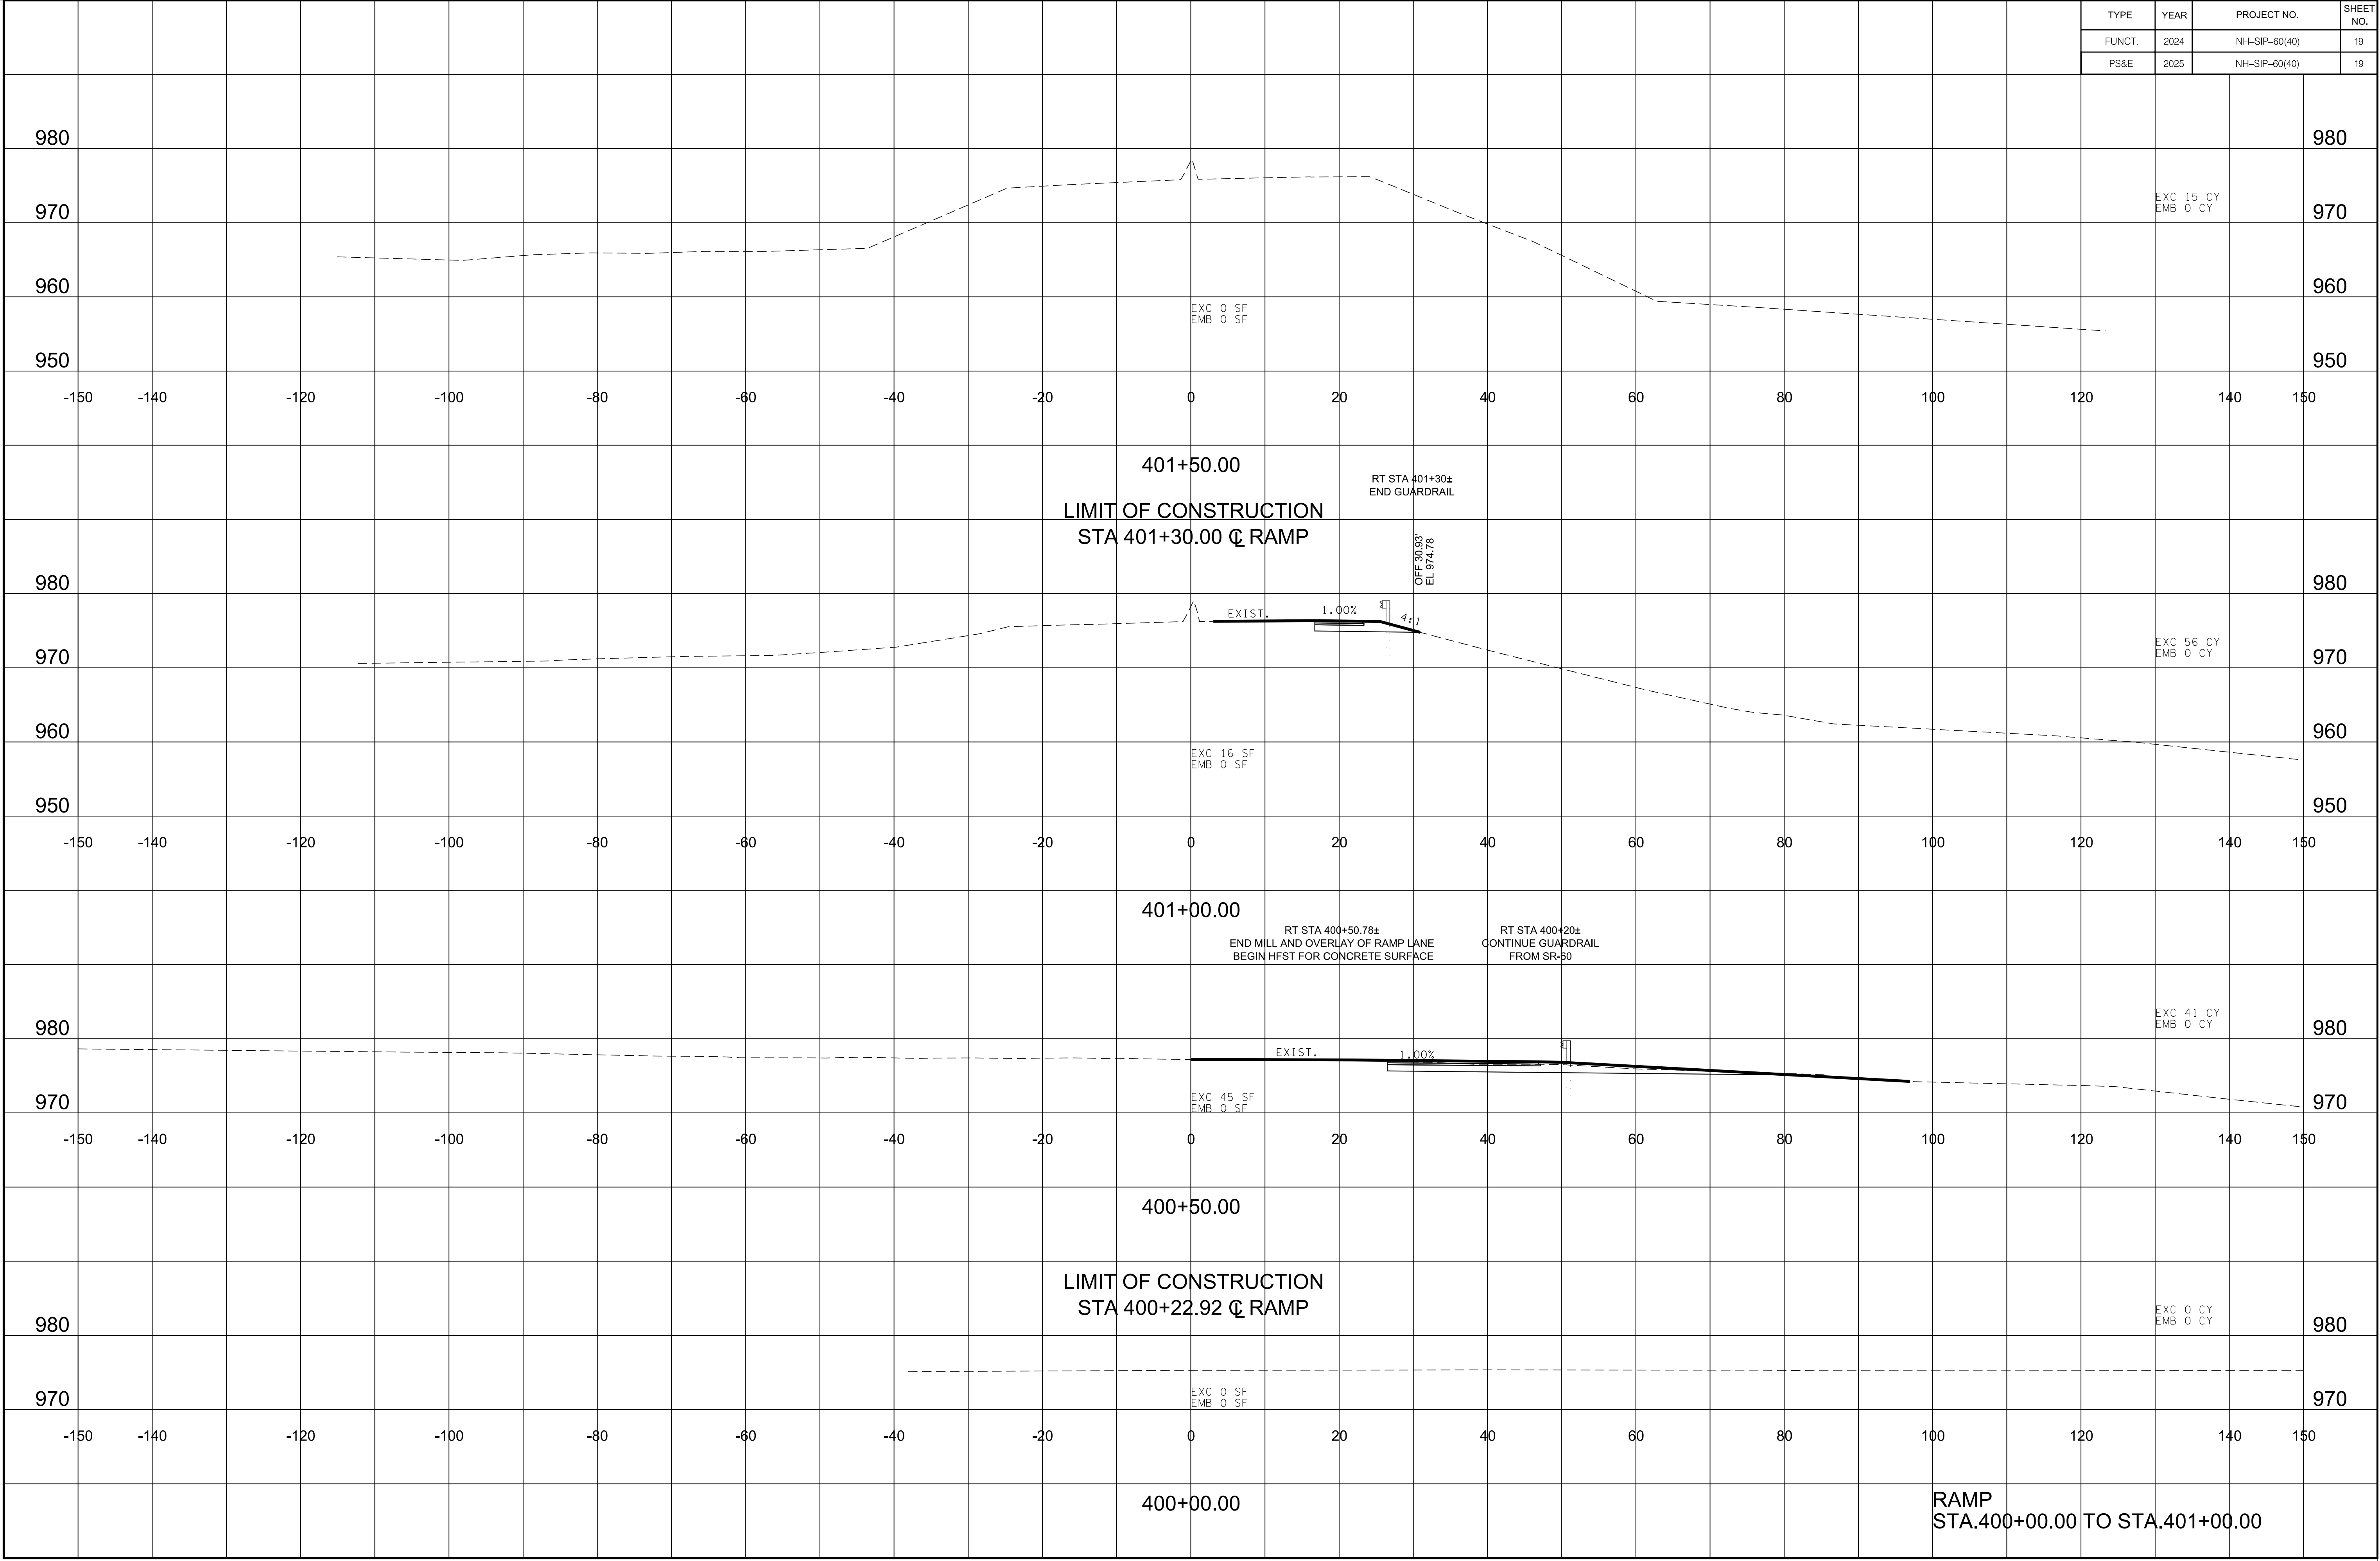 TYPE YEAR PROJECT NO. SHEET NO.
FUNCT. 2024 NH–SIP–60(40) 19
PS&E 2025 NH–SIP–60(40) 19
980 980
EXC 15 CY
EMB 0 CY
970 970
960 960
EXC 0 SF
EMB 0 SF
950 950
-150 -140 -120 -100 -80 -60 -40 -20 0 20 40 60 80 100 120 140 150
401+50.00
RT STA 401+30±
END GUARDRAIL
LIMIT OF CONSTRUCTION
STA 401+30.00 ℄ RAMP
OFF 30.93'
EL 974.78
980 980
EXIST. 1.00% 4:1
EXC 56 CY
EMB 0 CY
970 970
960 960
EXC 16 SF
EMB 0 SF
950 950
-150 -140 -120 -100 -80 -60 -40 -20 0 20 40 60 80 100 120 140 150
401+00.00
RT STA 400+50.78±
END MILL AND OVERLAY OF RAMP LANE
BEGIN HFST FOR CONCRETE SURFACE
RT STA 400+20±
CONTINUE GUARDRAIL
FROM SR-60
EXC 41 CY
EMB 0 CY
980 980
EXIST. 1.00%
EXC 45 SF
EMB 0 SF
970 970
-150 -140 -120 -100 -80 -60 -40 -20 0 20 40 60 80 100 120 140 150
400+50.00
LIMIT OF CONSTRUCTION
STA 400+22.92 ℄ RAMP
EXC 0 CY
EMB 0 CY
980 980
EXC 0 SF
EMB 0 SF
970 970
-150 -140 -120 -100 -80 -60 -40 -20 0 20 40 60 80 100 120 140 150
400+00.00
RAMP
STA.400+00.00 TO STA.401+00.00